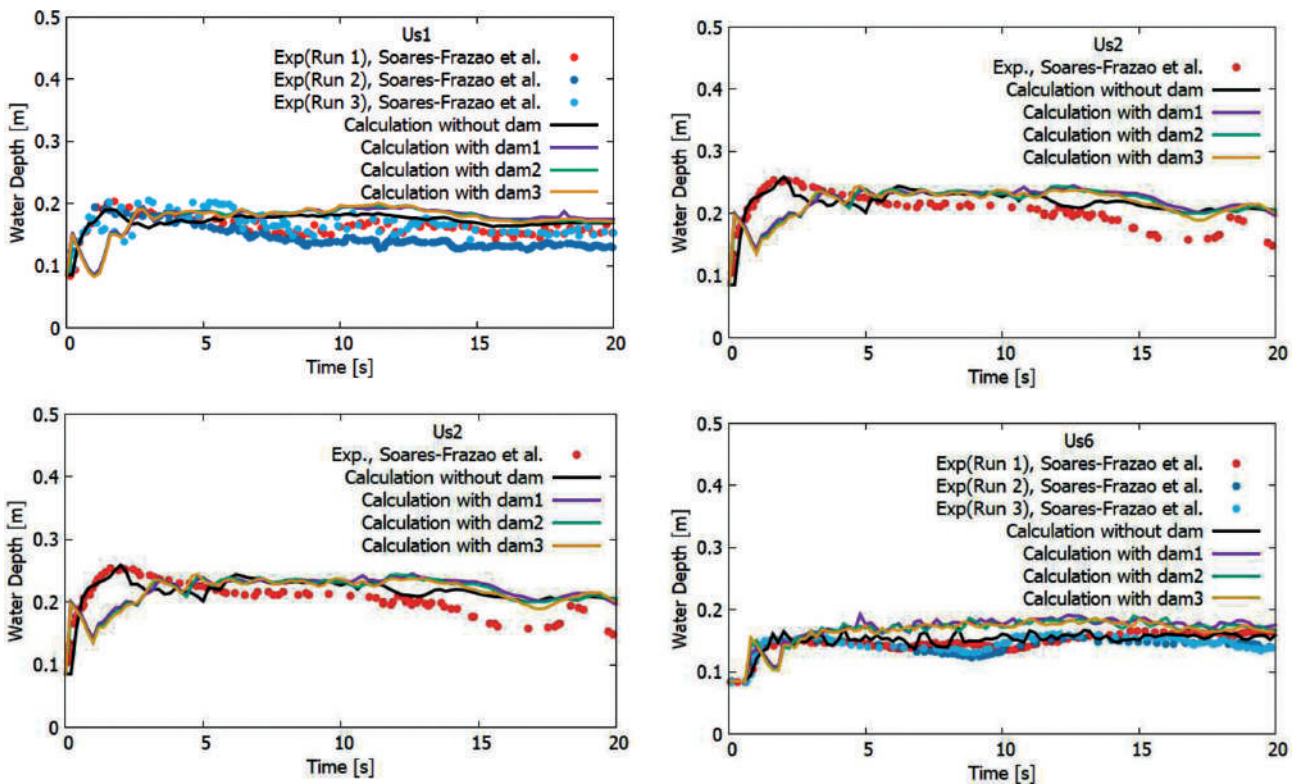 0.5
0.4
0.3
0.2
0.1
0
Water Depth [m]
Us1
Exp(Run 1), Soares-Frazao et al.
Exp(Run 2), Soares-Frazao et al.
Exp(Run 3), Soares-Frazao et al.
Calculation without dam
Calculation with dam1
Calculation with dam2
Calculation with dam3
0 5 10 15 20
Time [s]
0.5
0.4
0.3
0.2
0.1
0
Water Depth [m]
Us2
Exp., Soares-Frazao et al.
Calculation without dam
Calculation with dam1
Calculation with dam2
Calculation with dam3
0 5 10 15 20
Time [s]
0.5
0.4
0.3
0.2
0.1
0
Water Depth [m]
Us2
Exp., Soares-Frazao et al.
Calculation without dam
Calculation with dam1
Calculation with dam2
Calculation with dam3
0 5 10 15 20
Time [s]
0.5
0.4
0.3
0.2
0.1
0
Water Depth [m]
Us6
Exp(Run 1), Soares-Frazao et al.
Exp(Run 2), Soares-Frazao et al.
Exp(Run 3), Soares-Frazao et al.
Calculation without dam
Calculation with dam1
Calculation with dam2
Calculation with dam3
0 5 10 15 20
Time [s]